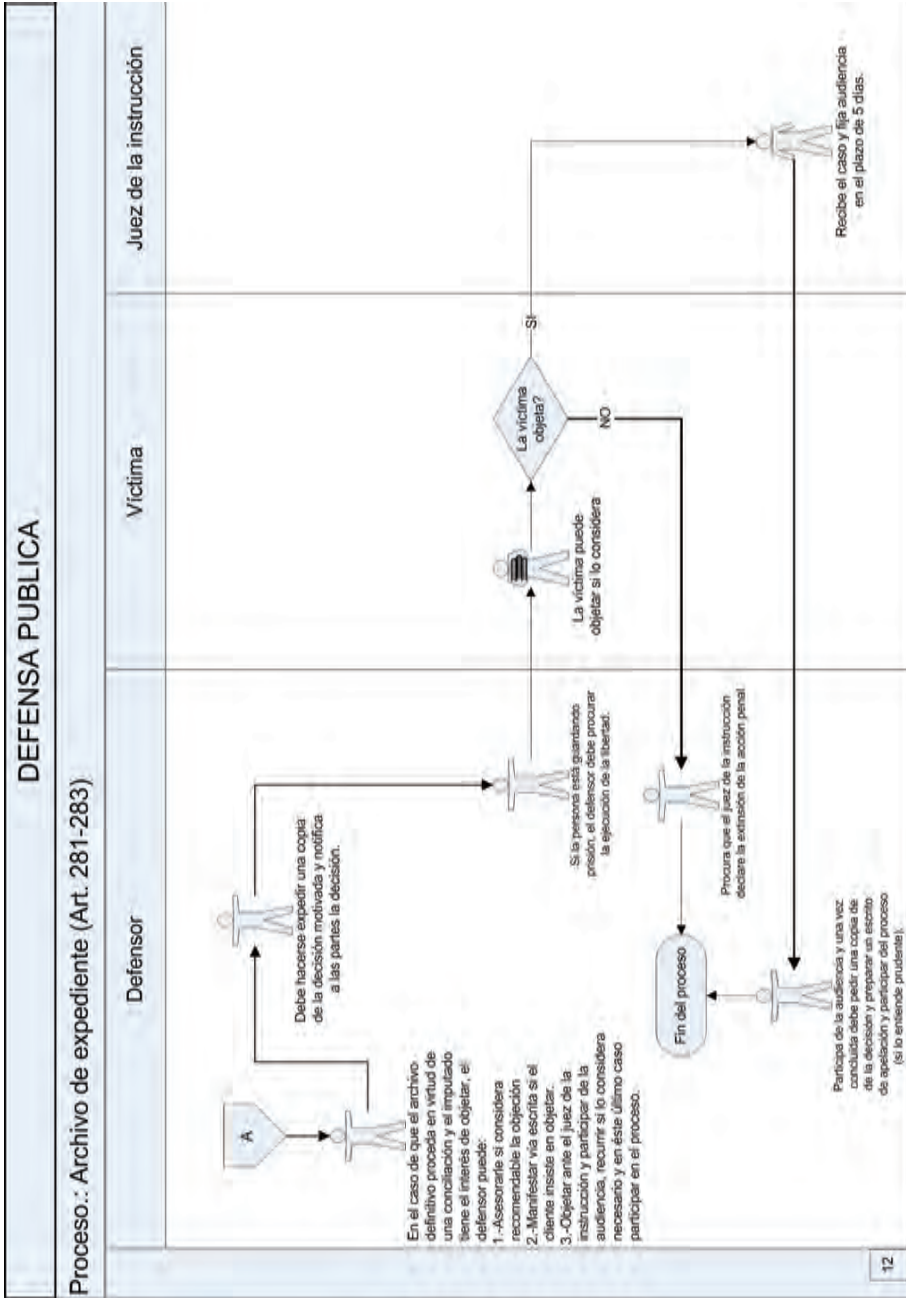 DEFENSA PUBLICA
Proceso.: Archivo de expediente (Art. 281-283)
Defensor
Víctima
Juez de la instrucción
A
En el caso de que el archivo
definitivo proceda en virtud de
una conciliación y el imputado
tiene el interés de objetar, el
defensor puede:
1.-Asesorarle si considera
recomendable la objeción
2.-Manifestar vía escrita si el
cliente insiste en objetar.
3.-Objetar ante el juez de la
instrucción y participar de la
audiencia, recurrir si lo considera
necesario y en éste último caso
participar en el proceso.
Debe hacerse expedir una copia
de la decisión motivada y notifica
a las partes la decisión.
Si la persona está guardando
prisión, el defensor debe procurar
la ejecución de la libertad.
La víctima puede
objetar si lo considera
La víctima
objeta?
SI
NO
Recibe el caso y fija audiencia
en el plazo de 5 días.
Procura que el juez de la instrucción
declare la extinsión de la acción penal.
Fin del proceso
Participa de la audiencia y una vez
concluida debe pedir una copia de
de la decisión y preparar un escrito
de apelación y participar del proceso
(si lo entiende prudente).
12